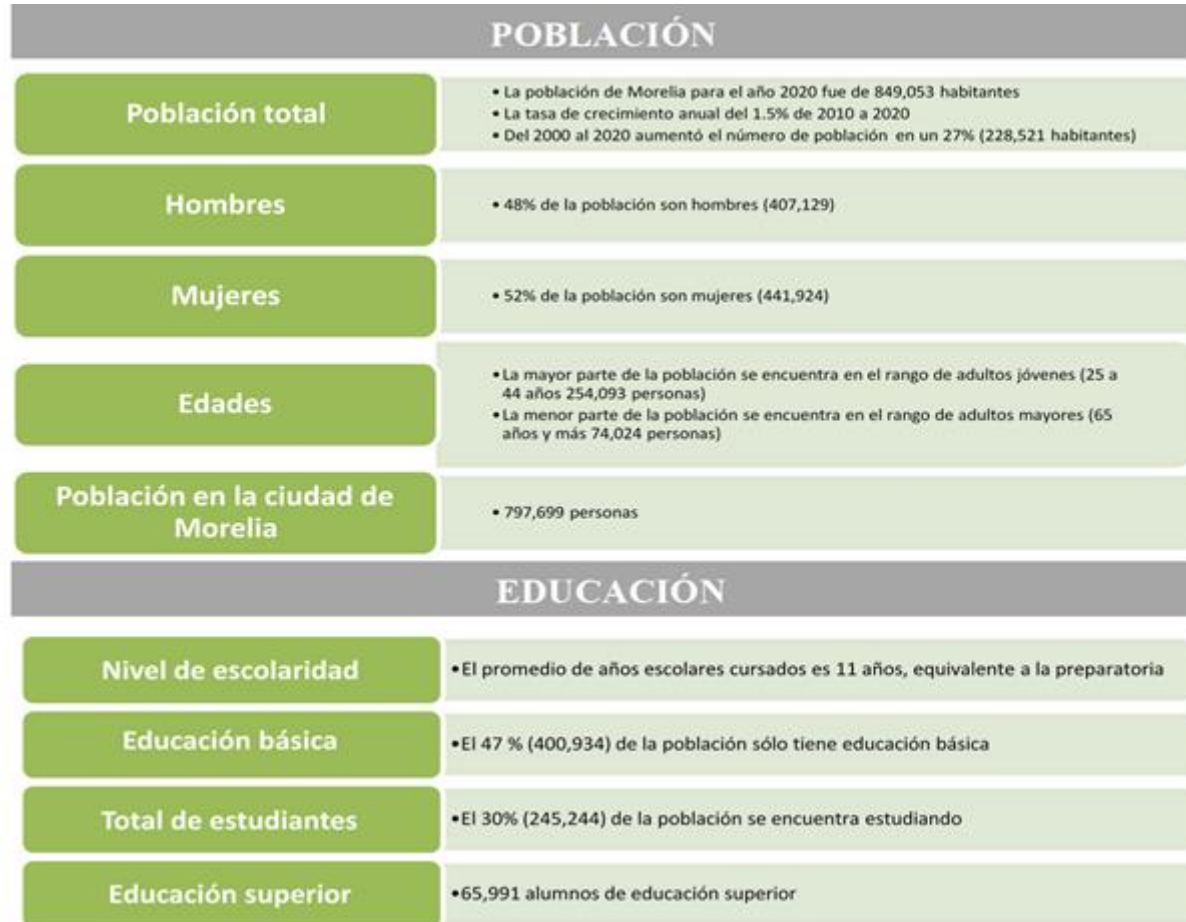 POBLACIÓN
Población total
• La población de Morelia para el año 2020 fue de 849,053 habitantes
• La tasa de crecimiento anual del 1.5% de 2010 a 2020
• Del 2000 al 2020 aumentó el número de población en un 27% (228,521 habitantes)
Hombres
• 48% de la población son hombres (407,129)
Mujeres
• 52% de la población son mujeres (441,924)
Edades
•La mayor parte de la población se encuentra en el rango de adultos jóvenes (25 a
44 años 254,093 personas)
•La menor parte de la población se encuentra en el rango de adultos mayores (65
años y más 74,024 personas)
Población en la ciudad de
Morelia
• 797,699 personas
EDUCACIÓN
Nivel de escolaridad
•El promedio de años escolares cursados es 11 años, equivalente a la preparatoria
Educación básica
•El 47 % (400,934) de la población sólo tiene educación básica
Total de estudiantes
•El 30% (245,244) de la población se encuentra estudiando
Educación superior
•65,991 alumnos de educación superior